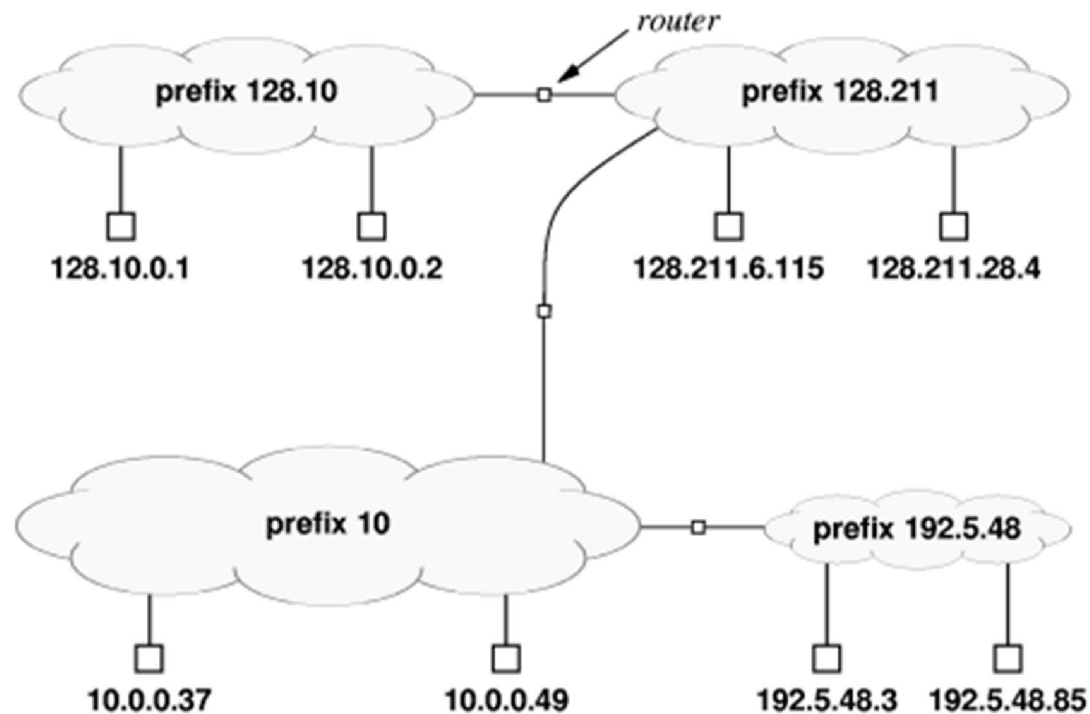 router
prefix 128.10
prefix 128.211
128.10.0.1
128.10.0.2
128.211.6.115
128.211.28.4
prefix 10
prefix 192.5.48
10.0.0.37
10.0.0.49
192.5.48.3
192.5.48.85